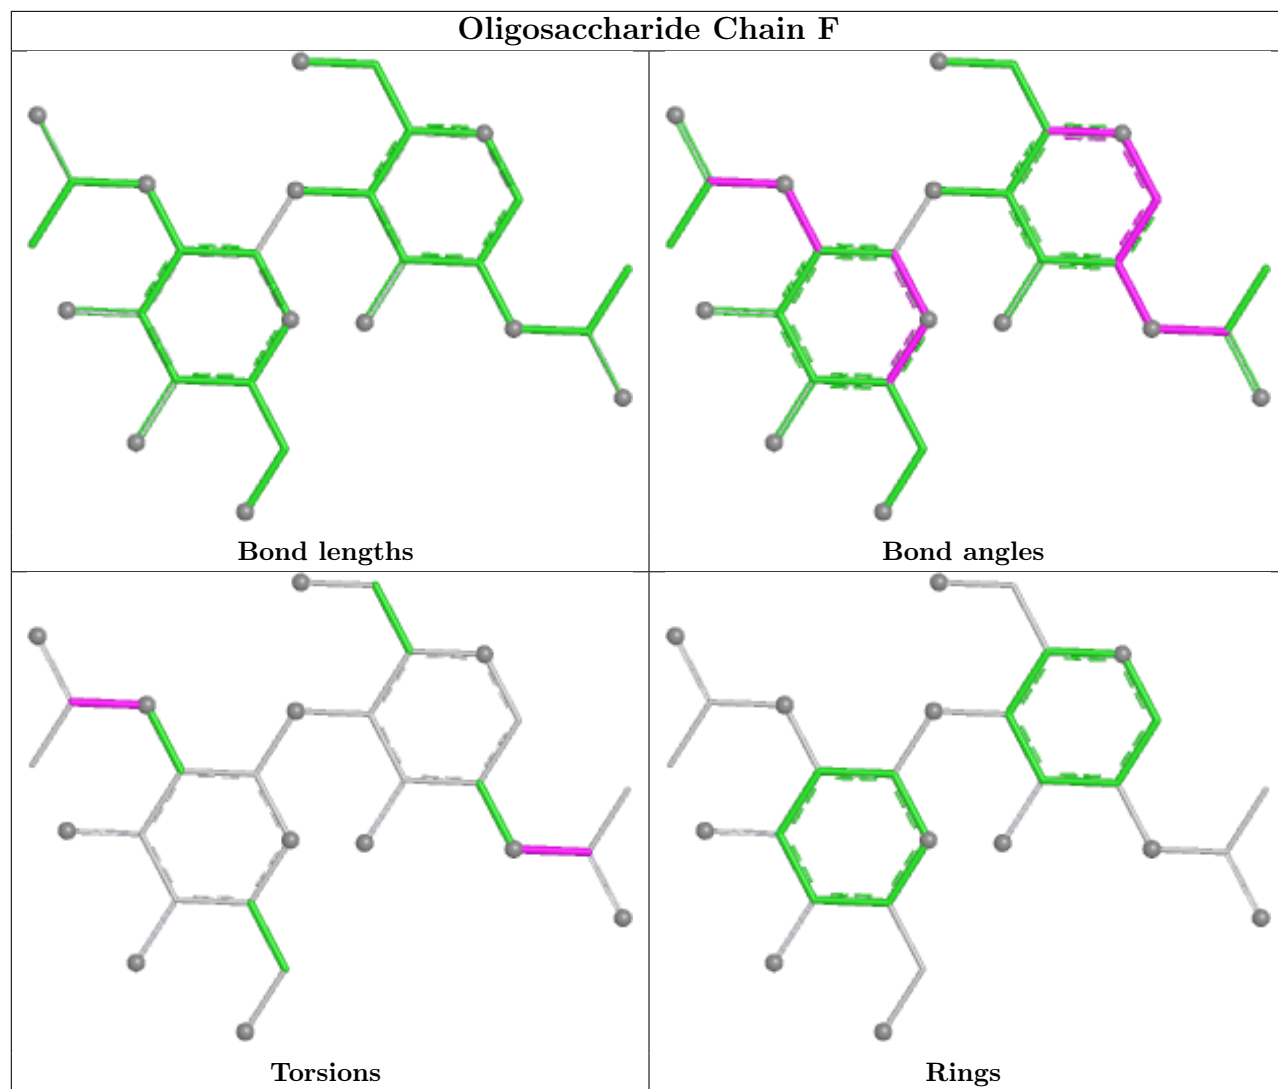 Oligosaccharide Chain F
Bond lengths
Bond angles
Torsions
Rings